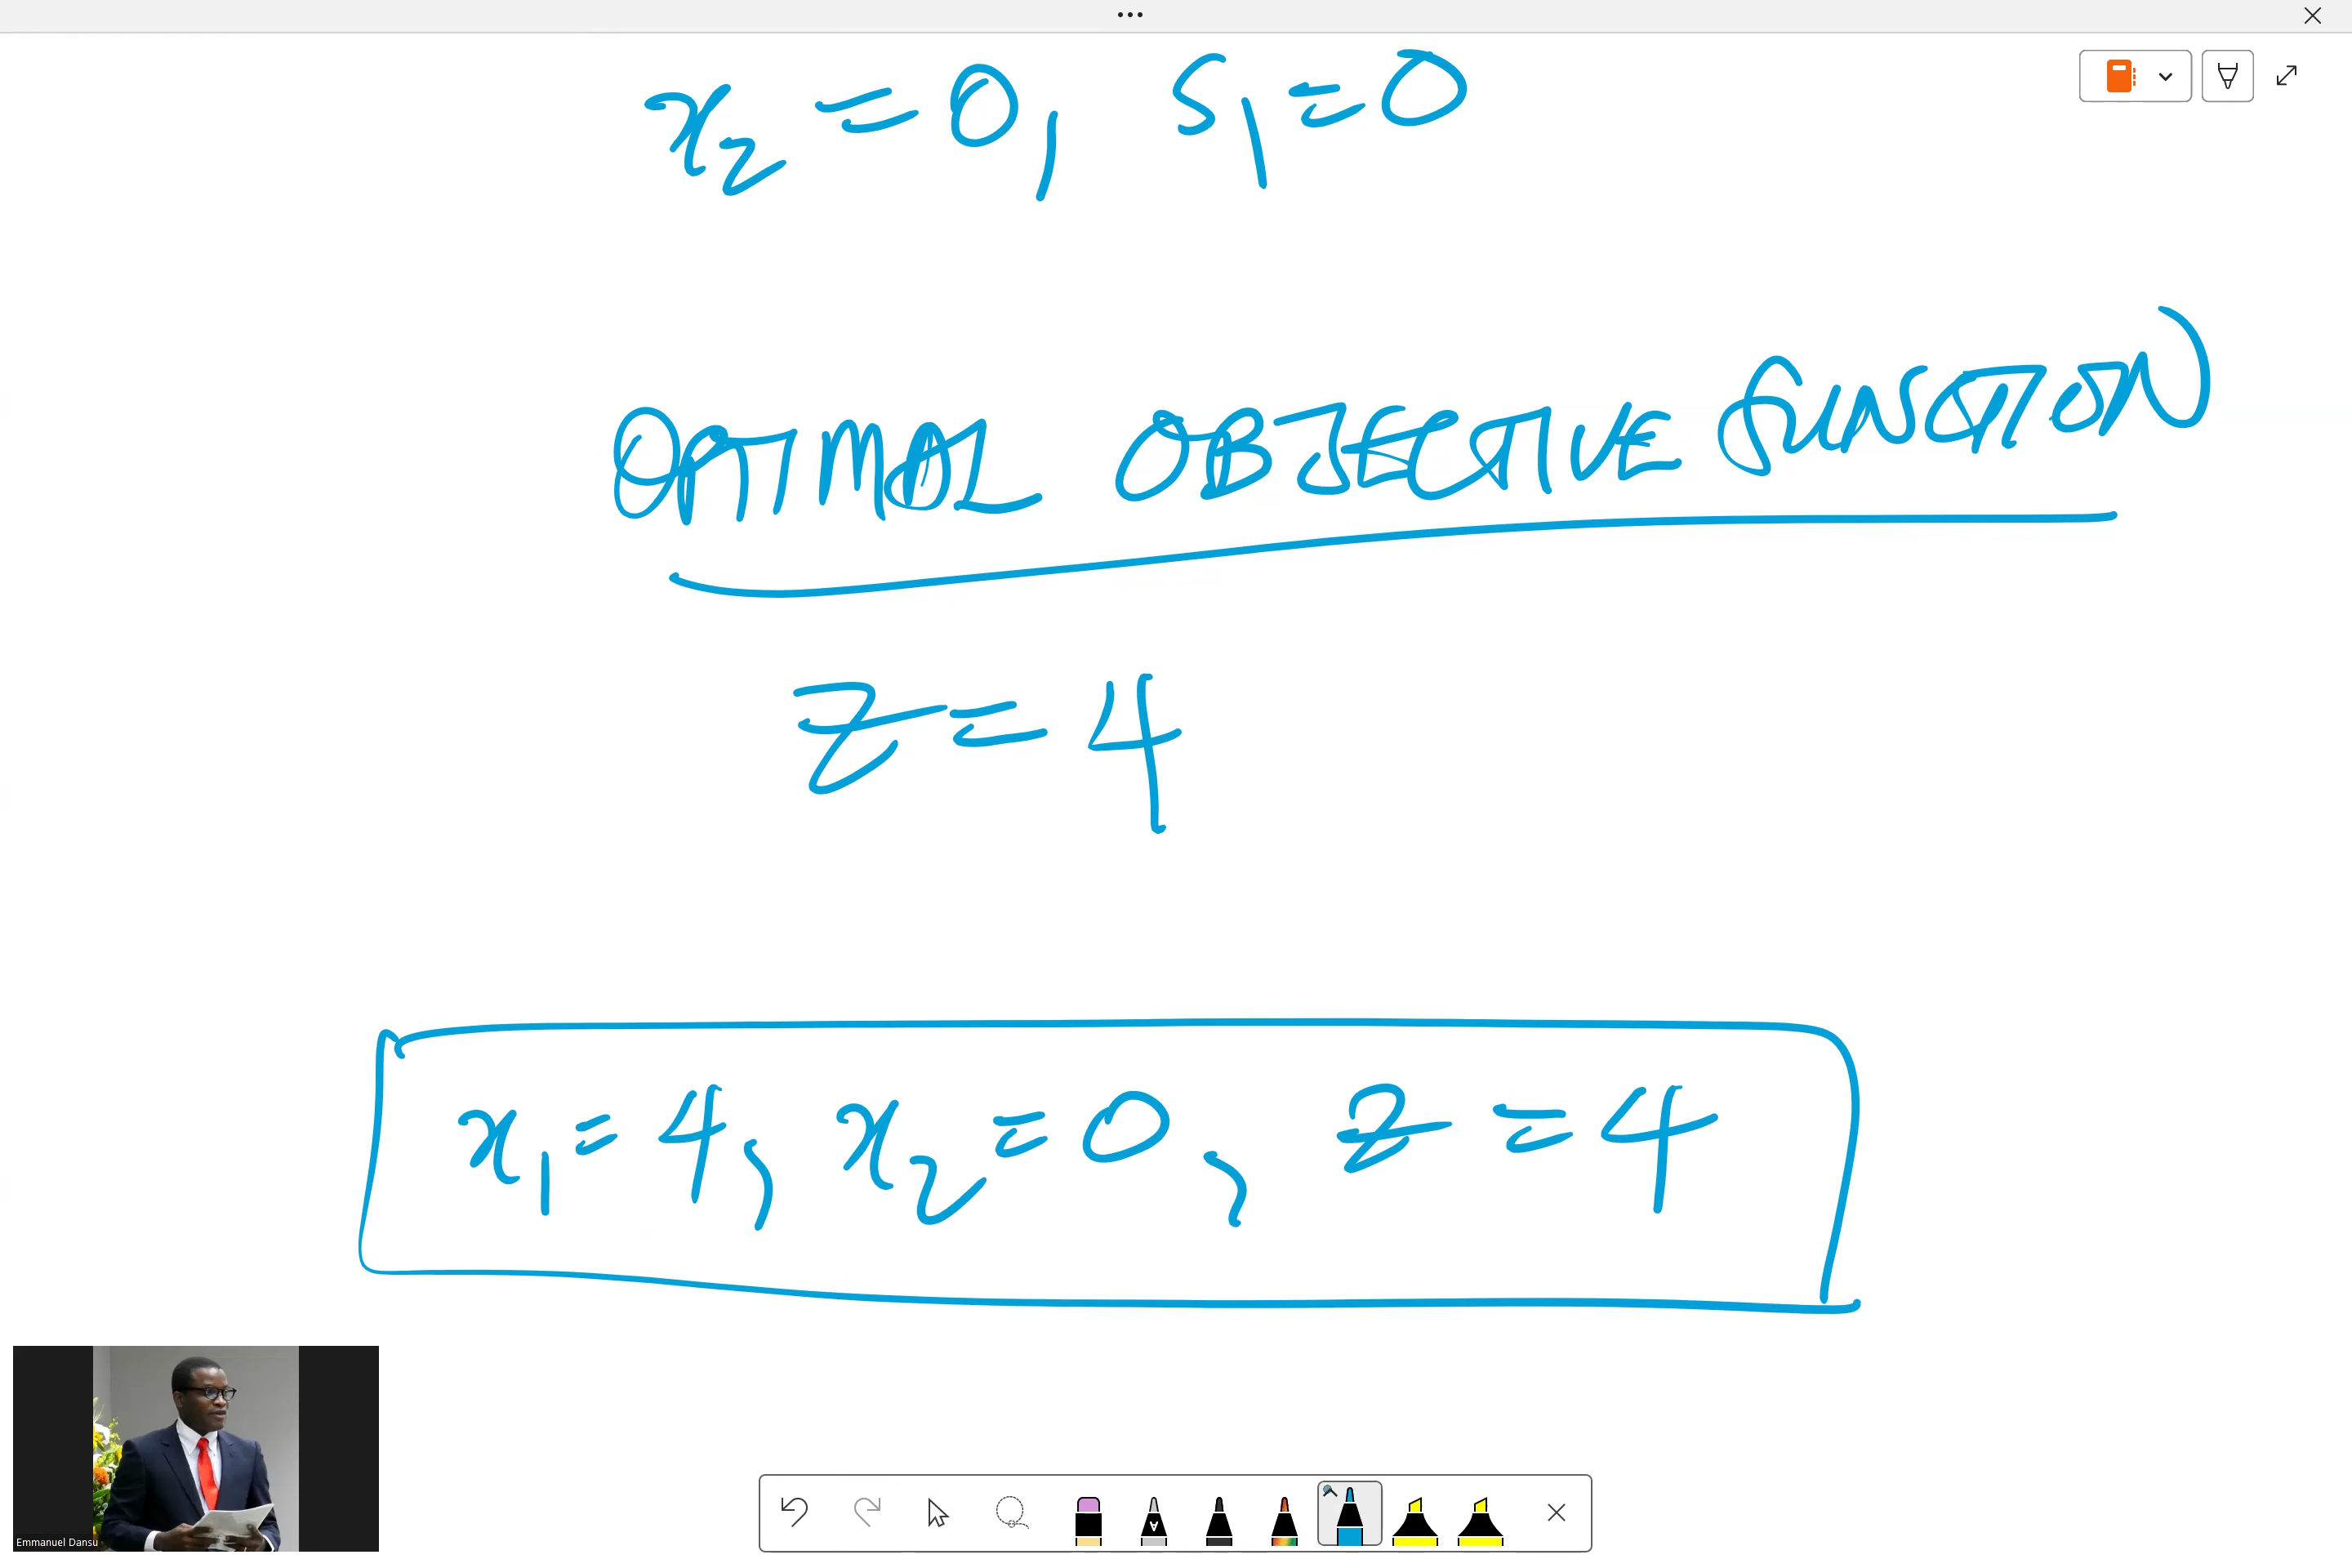 x₂ = 0, S₁ = 0
OPTIMAL OBJECTIVE FUNCTION
Z = 4
x₁ = 4, x₂ = 0, Z = 4
Emmanuel Dansu